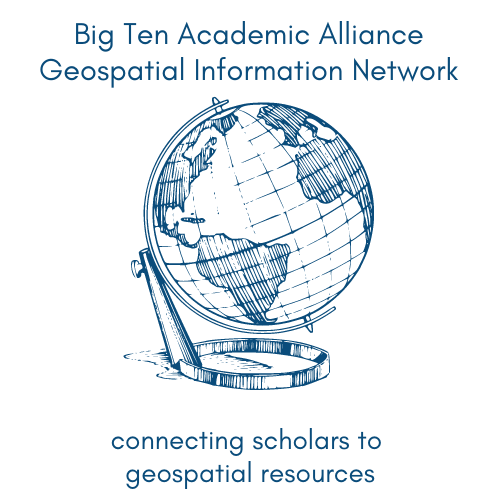 Big Ten Academic Alliance
Geospatial Information Network
connecting scholars to
geospatial resources